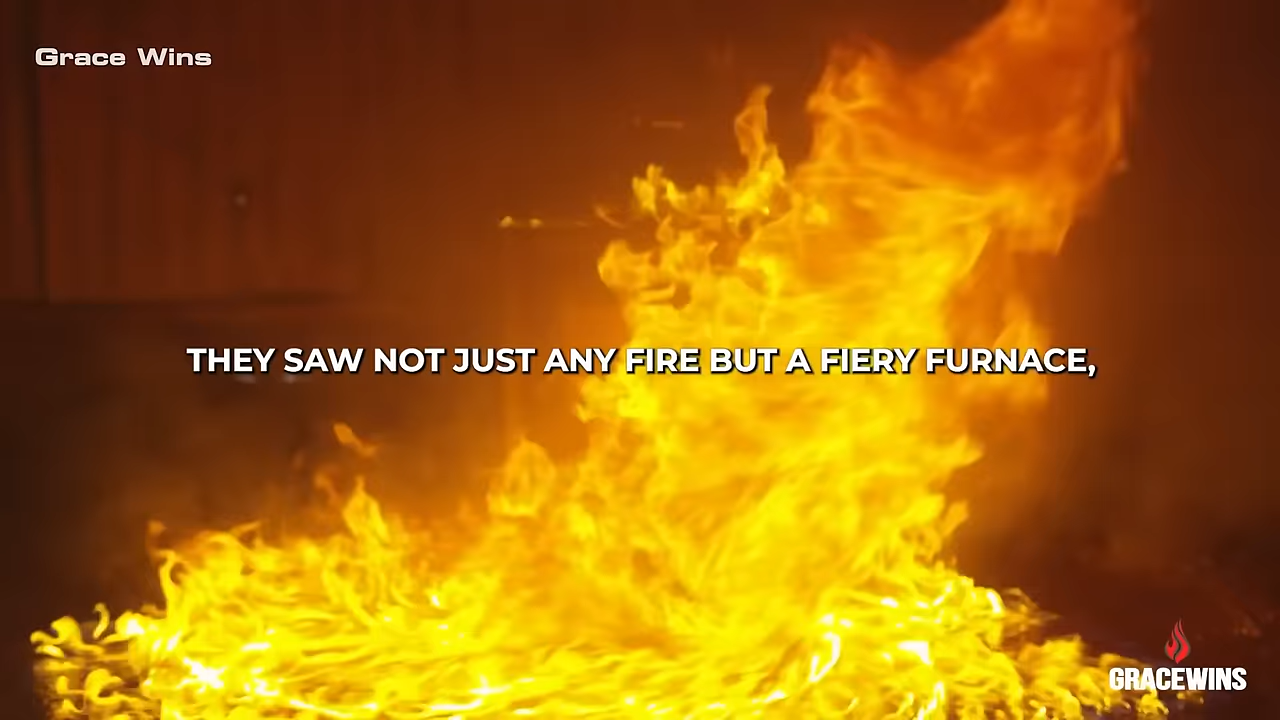 Grace Wins
THEY SAW NOT JUST ANY FIRE BUT A FIERY FURNACE,
GRACEWINS